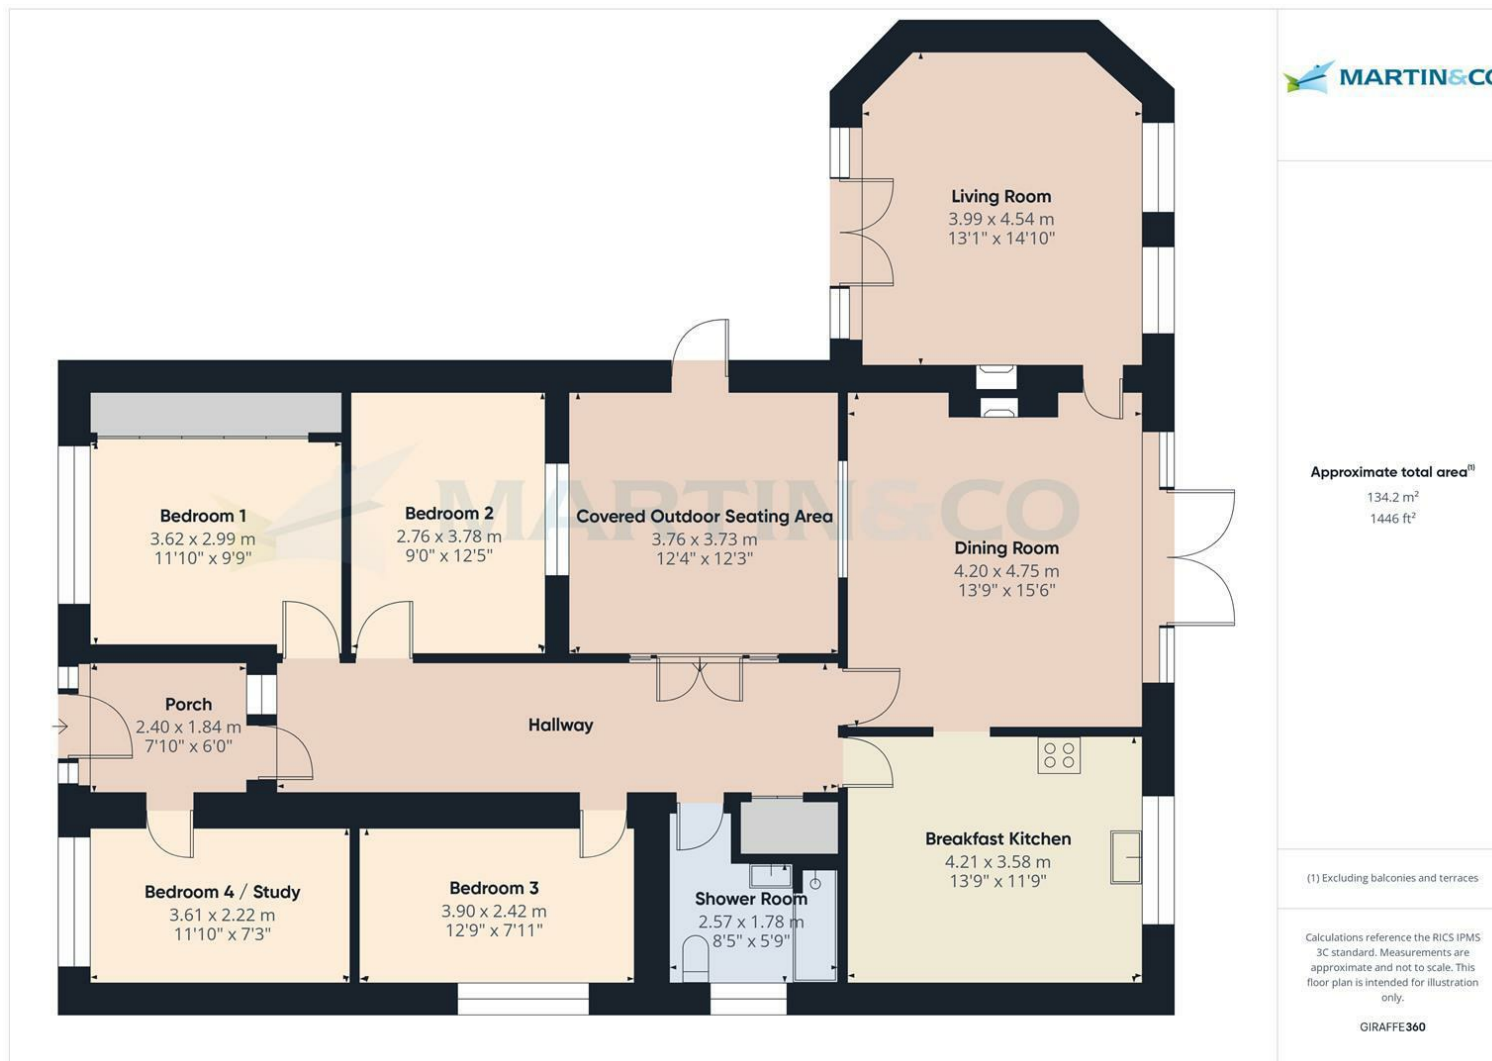 MARTIN&CO
Living Room
3.99 x 4.54 m
13'1" x 14'10"
MARTIN&CO
Bedroom 1
3.62 x 2.99 m
11'10" x 9'9"
Bedroom 2
2.76 x 3.78 m
9'0" x 12'5"
Covered Outdoor Seating Area
3.76 x 3.73 m
12'4" x 12'3"
Dining Room
4.20 x 4.75 m
13'9" x 15'6"
Approximate total area(1)
134.2 m²
1446 ft²
Porch
2.40 x 1.84 m
7'10" x 6'0"
Hallway
Bedroom 4 / Study
3.61 x 2.22 m
11'10" x 7'3"
Bedroom 3
3.90 x 2.42 m
12'9" x 7'11"
Shower Room
2.57 x 1.78 m
8'5" x 5'9"
Breakfast Kitchen
4.21 x 3.58 m
13'9" x 11'9"
(1) Excluding balconies and terraces
Calculations reference the RICS IPMS
3C standard. Measurements are
approximate and not to scale. This
floor plan is intended for illustration
only.
GIRAFFE360